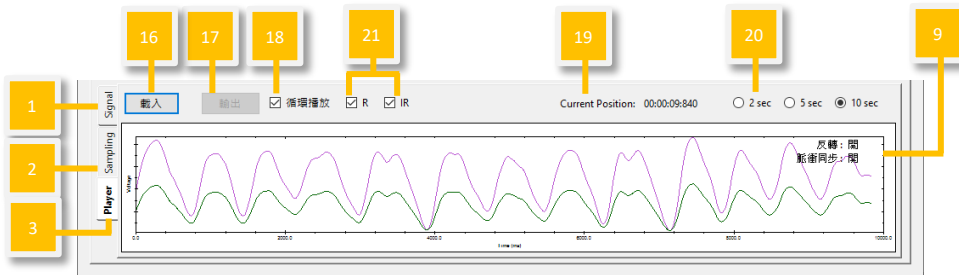 16
17
18
21
19
20
9
1
2
3
Signal
Sampling
Player
載入
輸出
循環播放
R
IR
Current Position: 00:00:09:840
2 sec
5 sec
10 sec
反轉: 關
脈衝同步: 關
Voltage
0.0
2000.0
4000.0
6000.0
8000.0
10000.0
Time (ms)